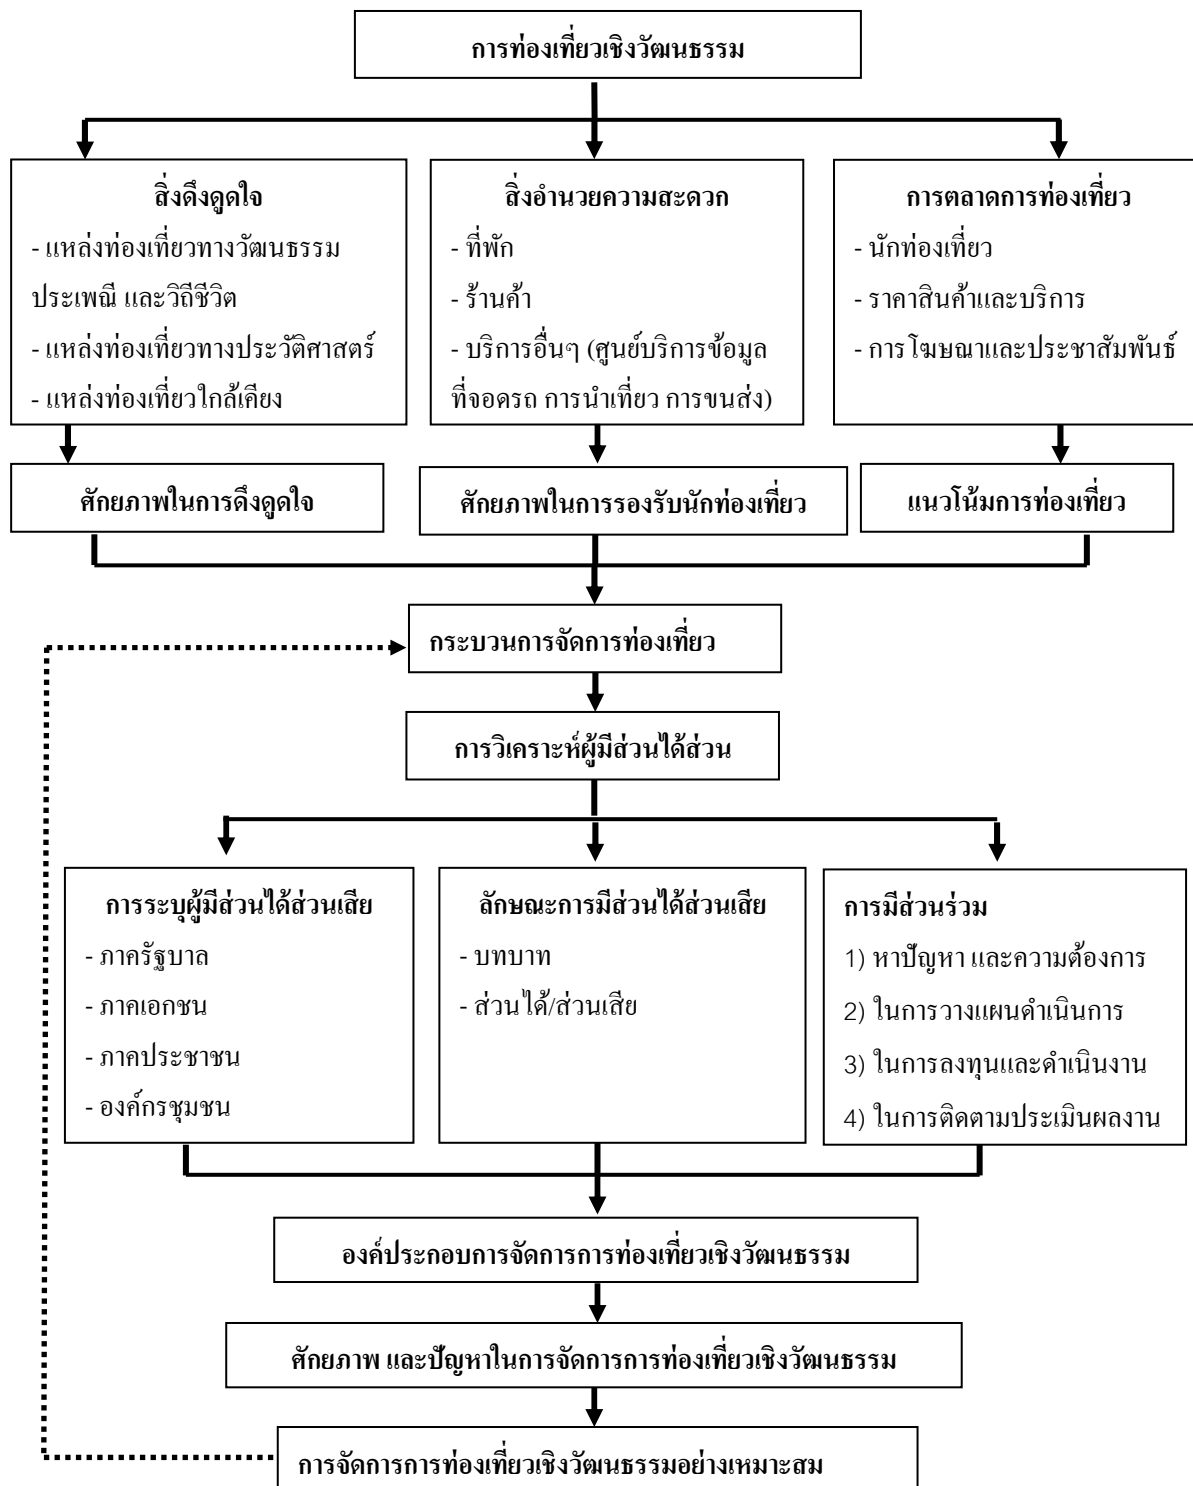 การท่องเที่ยวเชิงวัฒนธรรม
สิ่งดึงดูดใจ
- แหล่งท่องเที่ยวทางวัฒนธรรม
ประเพณี และวิถีชีวิต
- แหล่งท่องเที่ยวทางประวัติศาสตร์
- แหล่งท่องเที่ยวใกล้เคียง
สิ่งอำนวยความสะดวก
- ที่พัก
- ร้านค้า
- บริการอื่นๆ (ศูนย์บริการข้อมูล
ที่จอดรถ การนำเที่ยว การขนส่ง)
การตลาดการท่องเที่ยว
- นักท่องเที่ยว
- ราคาสินค้าและบริการ
- การโฆษณาและประชาสัมพันธ์
ศักยภาพในการดึงดูดใจ
ศักยภาพในการรองรับนักท่องเที่ยว
แนวโน้มการท่องเที่ยว
กระบวนการจัดการท่องเที่ยว
การวิเคราะห์ผู้มีส่วนได้ส่วน
การระบุผู้มีส่วนได้ส่วนเสีย
- ภาครัฐบาล
- ภาคเอกชน
- ภาคประชาชน
- องค์กรชุมชน
ลักษณะการมีส่วนได้ส่วนเสีย
- บทบาท
- ส่วนได้/ส่วนเสีย
การมีส่วนร่วม
1) หาปัญหา และความต้องการ
2) ในการวางแผนดำเนินการ
3) ในการลงทุนและดำเนินงาน
4) ในการติดตามประเมินผลงาน
องค์ประกอบการจัดการการท่องเที่ยวเชิงวัฒนธรรม
ศักยภาพ และปัญหาในการจัดการการท่องเที่ยวเชิงวัฒนธรรม
การจัดการการท่องเที่ยวเชิงวัฒนธรรมอย่างเหมาะสม